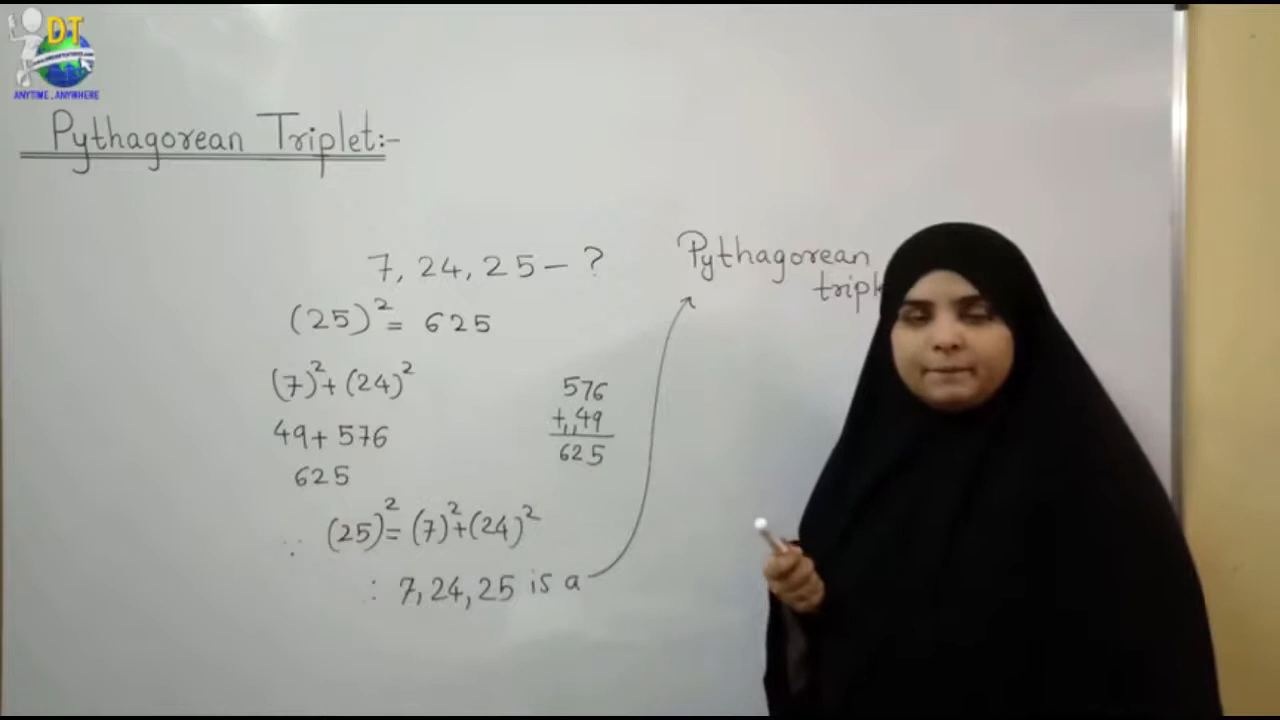 DT
ANYTIME . ANYWHERE
Pythagorean Triplet:-
7, 24, 25 – ?
(25)² = 625
(7)² + (24)²
49 + 576
625
576
+ 49
625
∵ (25)² = (7)² + (24)²
∴ 7, 24, 25 is a
Pythagorean
tripl